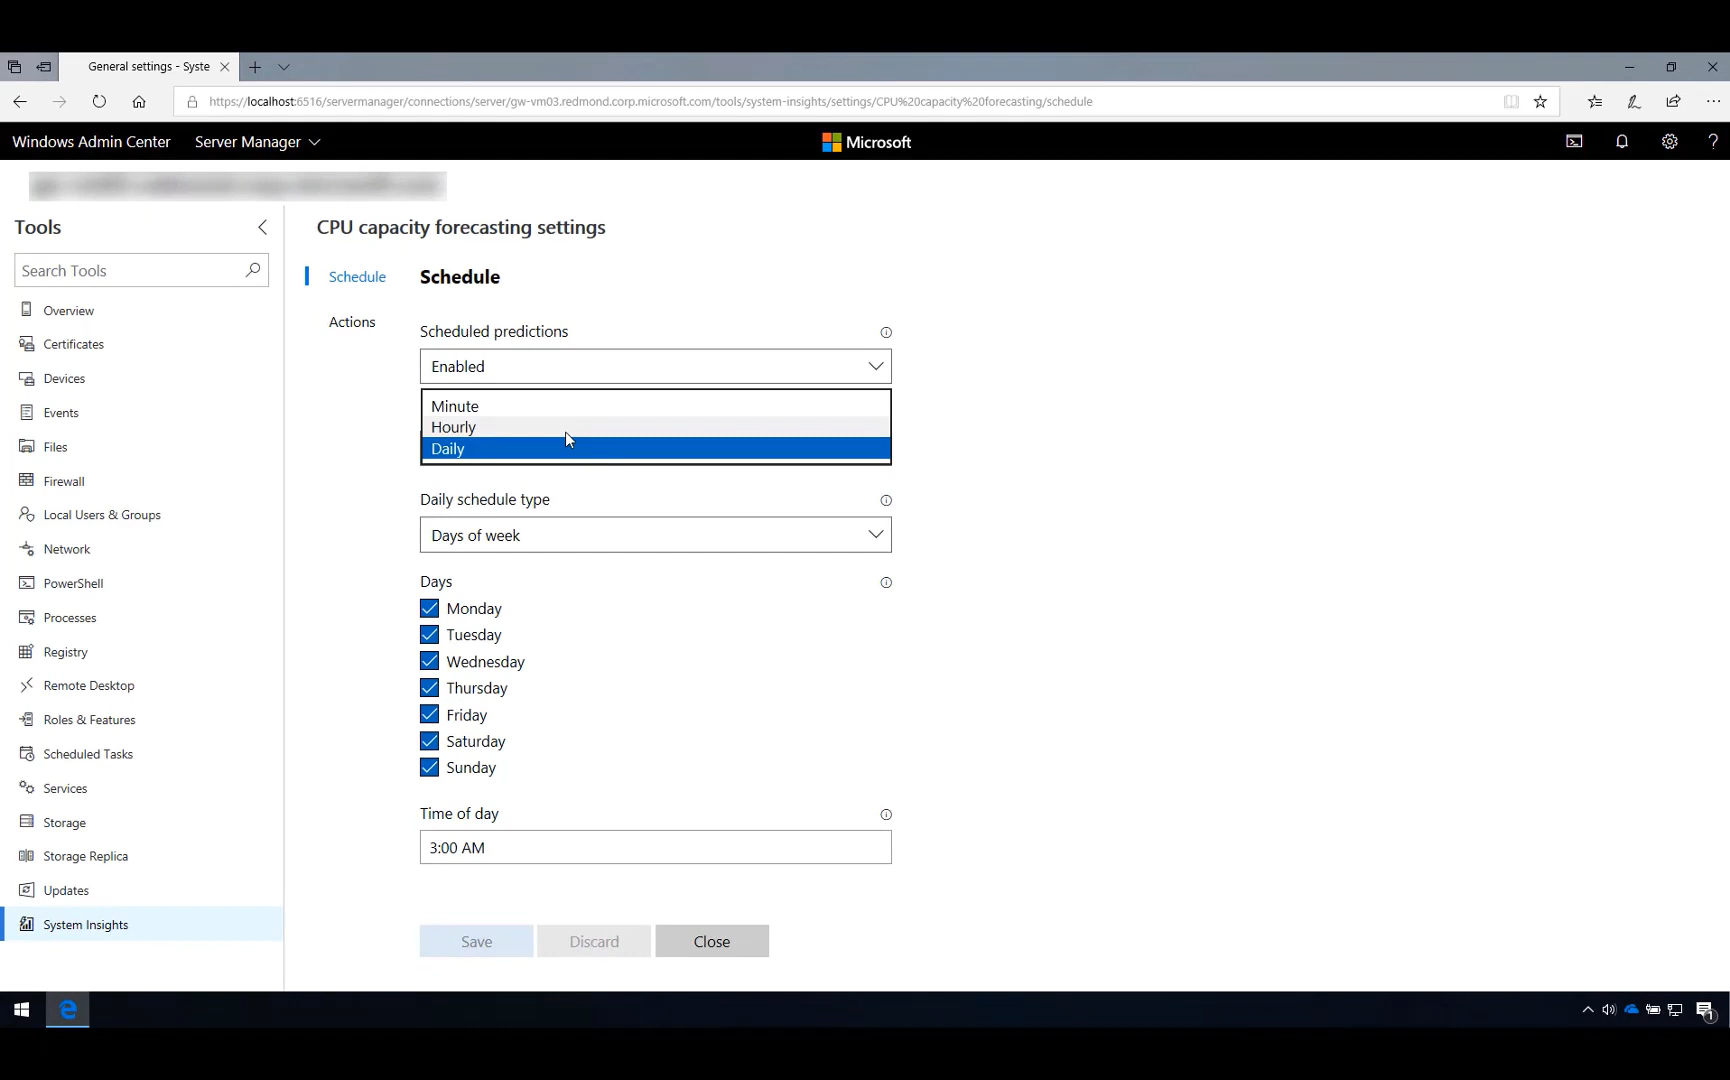 General settings - Syste
https://localhost:6516/servermanager/connections/server/gw-vm03.redmond.corp.microsoft.com/tools/system-insights/settings/CPU%20capacity%20forecasting/schedule
Windows Admin Center
Server Manager
Microsoft
?
Tools
Search Tools
Overview
Certificates
Devices
Events
Files
Firewall
Local Users & Groups
Network
PowerShell
Processes
Registry
Remote Desktop
Roles & Features
Scheduled Tasks
Services
Storage
Storage Replica
Updates
System Insights
CPU capacity forecasting settings
Schedule
Actions
Schedule
Scheduled predictions
Enabled
Minute
Hourly
Daily
Daily schedule type
Days of week
Days
Monday
Tuesday
Wednesday
Thursday
Friday
Saturday
Sunday
Time of day
3:00 AM
Save
Discard
Close
1